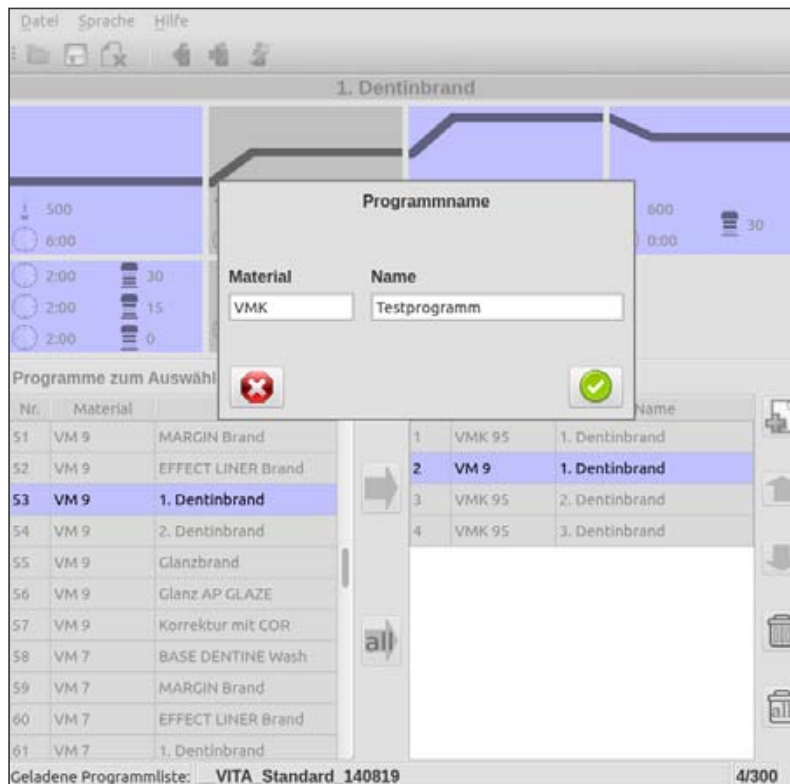 Datei Sprache Hilfe
1. Dentinbrand
500
6:00
600
30
0:00
2:00 30
2:00 15
2:00 0
Programmname
Material Name
VMK Testprogramm
Programme zum Auswähl
Nr. Material
51 VM 9 MARGIN Brand
52 VM 9 EFFECT LINER Brand
53 VM 9 1. Dentinbrand
54 VM 9 2. Dentinbrand
55 VM 9 Glanzbrand
56 VM 9 Glanz AP GLAZE
57 VM 9 Korrektur mit COR
58 VM 7 BASE DENTINE Wash
59 VM 7 MARGIN Brand
60 VM 7 EFFECT LINER Brand
61 VM 7 1. Dentinbrand
all
Name
1 VMK 95 1. Dentinbrand
2 VM 9 1. Dentinbrand
3 VMK 95 2. Dentinbrand
4 VMK 95 3. Dentinbrand
all
Geladene Programmliste: VITA_Standard_140819 4/300